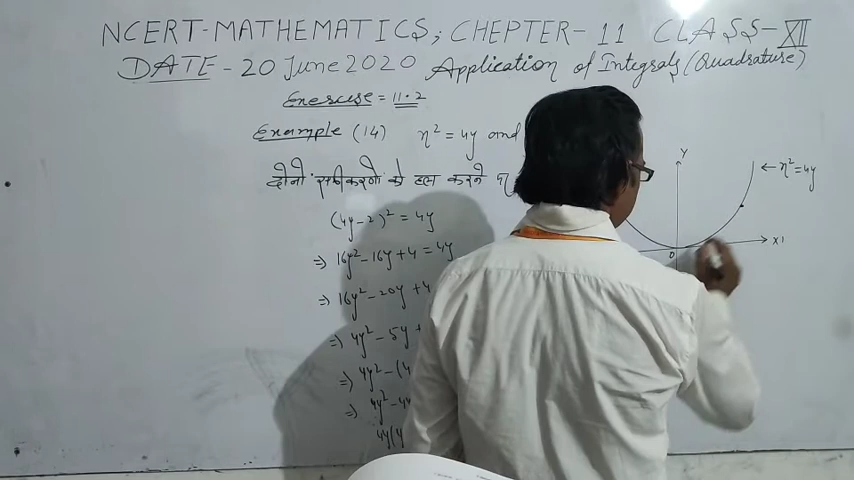 NCERT-MATHEMATICS; CHEPTER-11 CLASS-XII
DATE - 20 June 2020 Application of Integrals (Quadrature)
Exercise = 11.2
Example (14) x² = 4y and
दोनों समीकरणों को हल करने
(4y-2)² = 4y
⇒ 16y² - 16y + 4 = 4y
⇒ 16y² - 20y + 4
⇒ 4y² - 5y +
⇒ 4y² - (4
⇒ 4y² - 4y
4y(y
Y
← x² = 4y
X
O